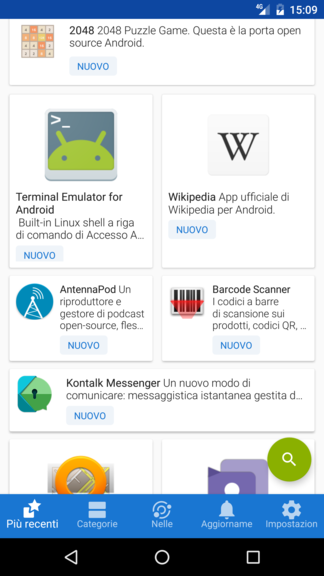 4G 15:09
2048 2048 Puzzle Game. Questa è la porta open
source Android.
NUOVO
>_
W
Terminal Emulator for
Android
Built-in Linux shell a riga
di comando di Accesso A...
NUOVO
Wikipedia App ufficiale di
Wikipedia per Android.
NUOVO
AntennaPod Un
riproduttore e
gestore di podcast
open-source, fles...
NUOVO
Barcode Scanner
I codici a barre
di scansione sui
prodotti, codici QR, ...
NUOVO
Kontalk Messenger Un nuovo modo di
comunicare: messaggistica istantanea gestita d...
NUOVO
Più recenti
Categorie
Nelle
Aggiorname
Impostazion